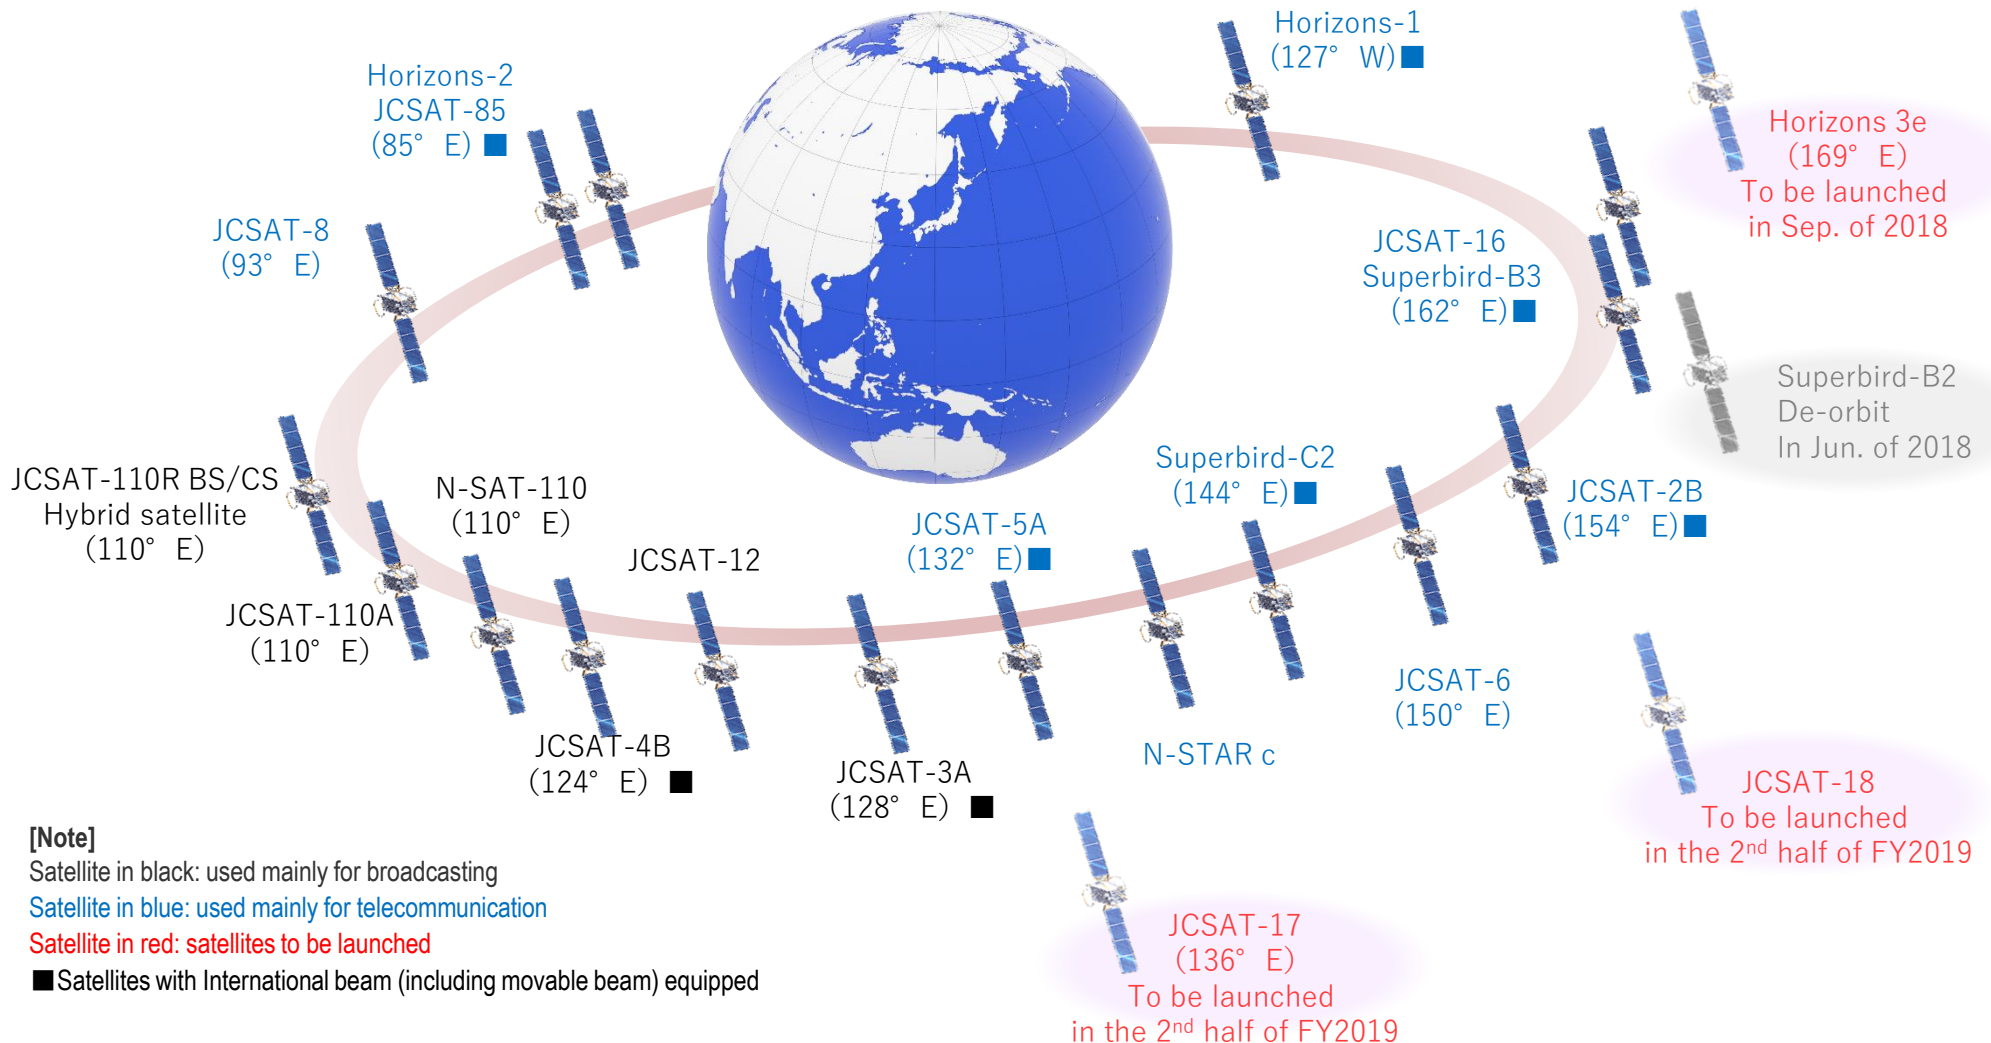 Horizons-1
(127° W)■
Horizons-2
JCSAT-85
(85° E) ■
Horizons 3e
(169° E)
To be launched
in Sep. of 2018
JCSAT-8
(93° E)
JCSAT-16
Superbird-B3
(162° E)■
Superbird-B2
De-orbit
In Jun. of 2018
JCSAT-110R BS/CS
Hybrid satellite
(110° E)
N-SAT-110
(110° E)
Superbird-C2
(144° E)■
JCSAT-2B
(154° E)■
JCSAT-5A
(132° E)■
JCSAT-12
JCSAT-110A
(110° E)
JCSAT-6
(150° E)
JCSAT-4B
(124° E) ■
JCSAT-3A
(128° E) ■
N-STAR c
JCSAT-18
To be launched
in the 2nd half of FY2019
JCSAT-17
(136° E)
To be launched
in the 2nd half of FY2019
[Note]
Satellite in black: used mainly for broadcasting
Satellite in blue: used mainly for telecommunication
Satellite in red: satellites to be launched
■Satellites with International beam (including movable beam) equipped